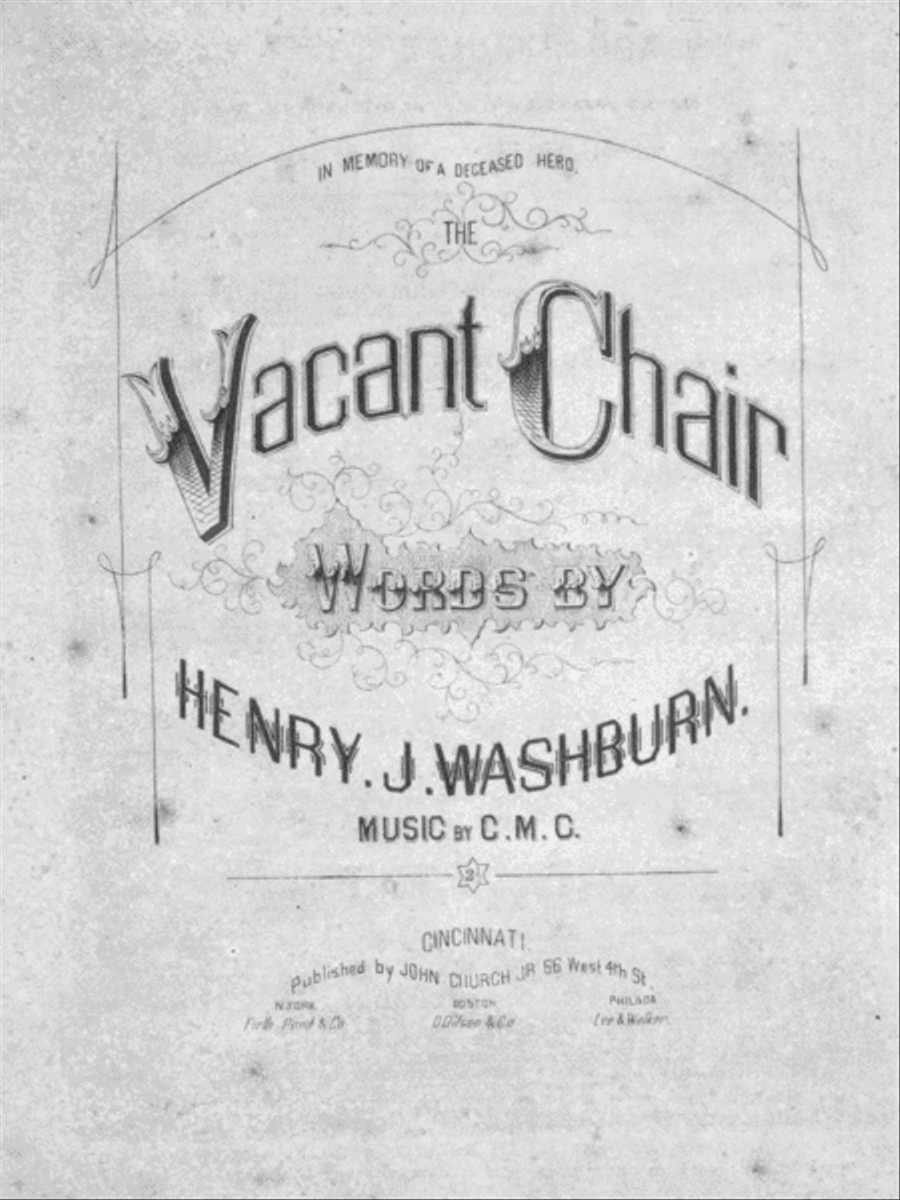 IN MEMORY OF A DECEASED HERO.
THE
Vacant Chair
WORDS BY
HENRY. J. WASHBURN.
MUSIC BY C. M. C.
2
CINCINNATI.
Published by JOHN CHURCH JR 66 West 4th St.
N.YORK BOSTON PHILADA
Firth Pond & Co O Ditson & Co Lee & Walker